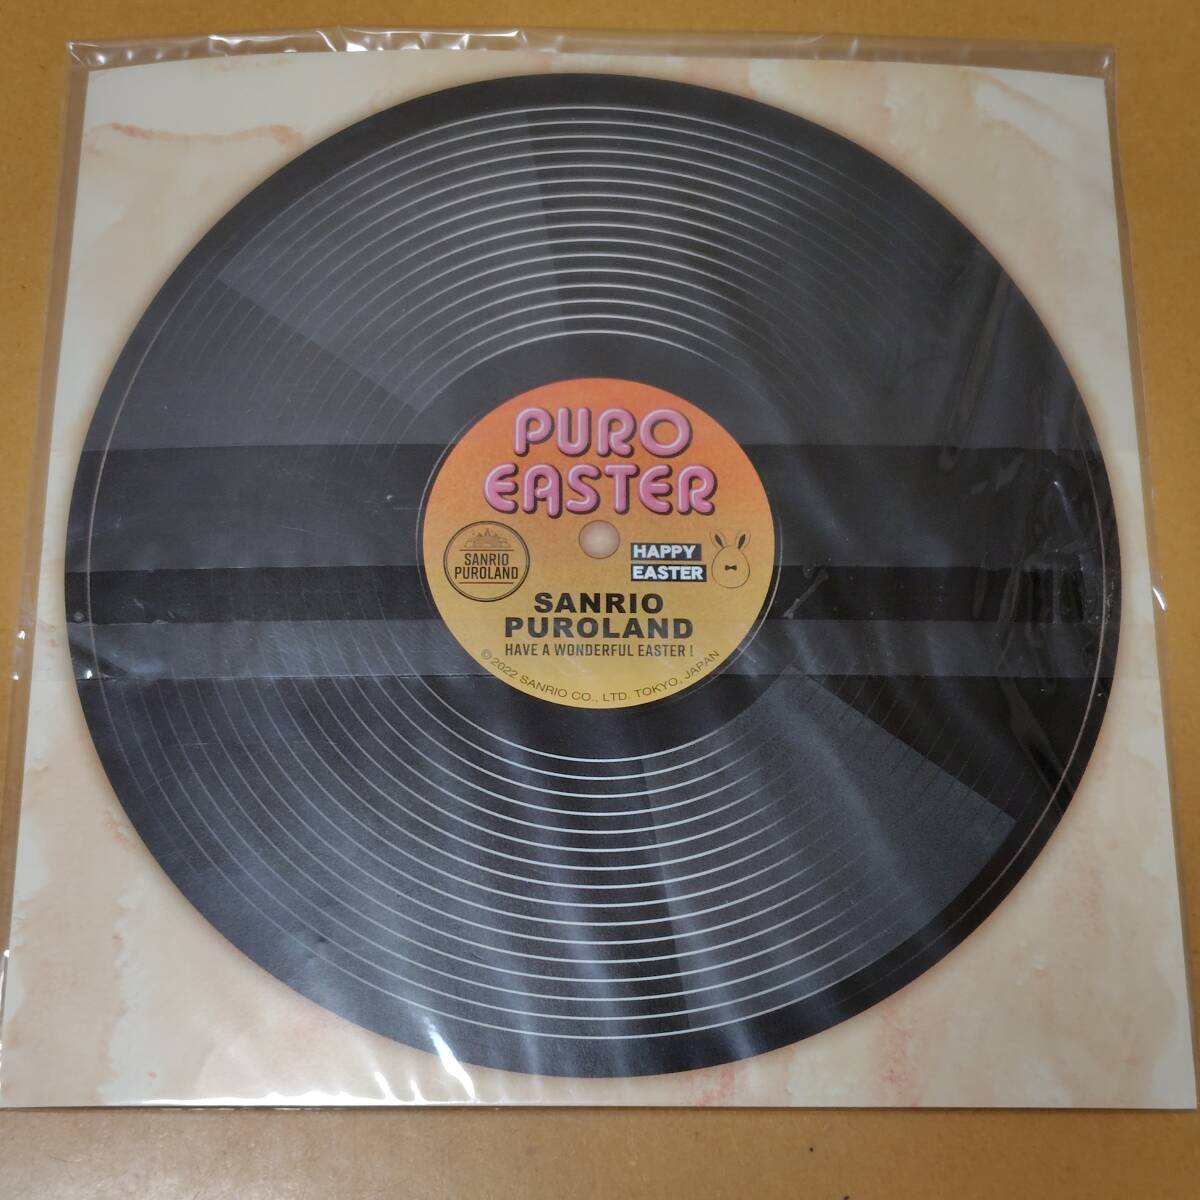 PURO
EASTER
SANRIO
PUROLAND
HAPPY
EASTER
SANRIO
PUROLAND
HAVE A WONDERFUL EASTER!
© 2022 SANRIO CO., LTD. TOKYO, JAPAN